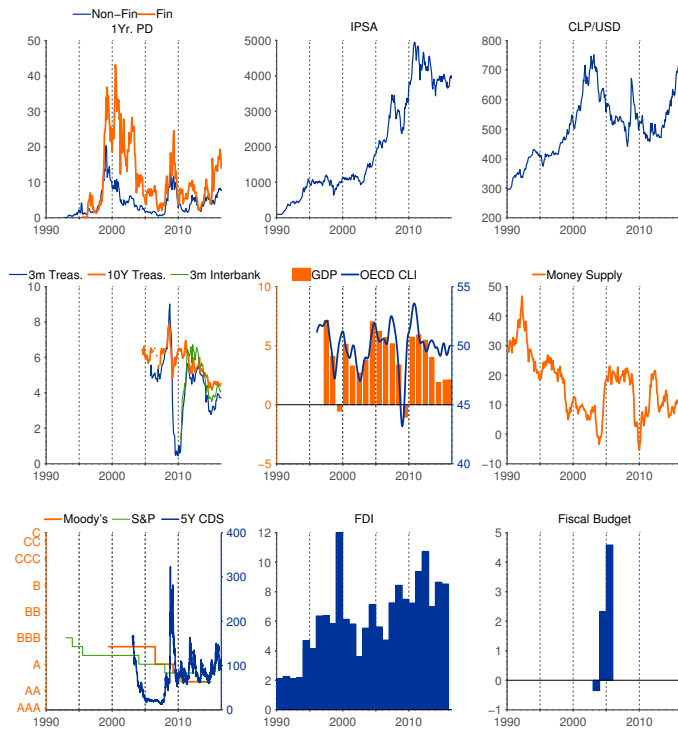 Non-Fin Fin
1Yr. PD
50
40
30
20
10
0
1990 2000 2010
IPSA
5000
4000
3000
2000
1000
0
1990 2000 2010
CLP/USD
800
700
600
500
400
300
200
1990 2000 2010
3m Treas. 10Y Treas. 3m Interbank
10
8
6
4
2
0
1990 2000 2010
GDP OECD CLI
10 55
5 50
0 45
-5 40
1990 2000 2010
Money Supply
50
40
30
20
10
0
-10
1990 2000 2010
Moody's S&P 5Y CDS
C 400
CC
CCC
300
B
BB 200
BBB
A 100
AA
AAA 0
1990 2000 2010
FDI
12
10
8
6
4
2
0
1990 2000 2010
Fiscal Budget
5
4
3
2
1
0
-1
1990 2000 2010